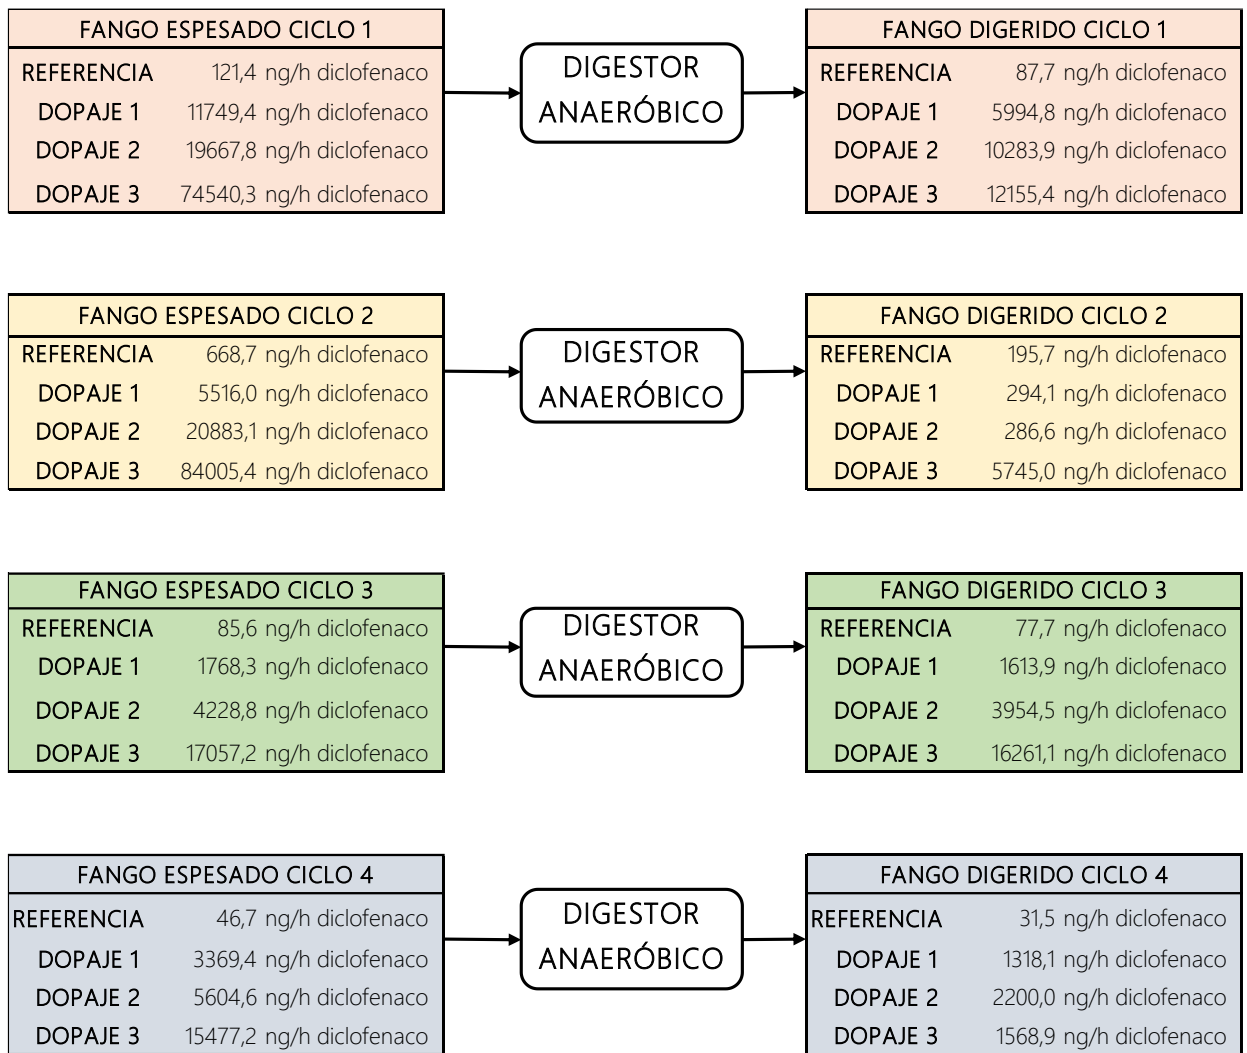 FANGO ESPESADO CICLO 1
REFERENCIA 121,4 ng/h diclofenaco
DOPAJE 1 11749,4 ng/h diclofenaco
DOPAJE 2 19667,8 ng/h diclofenaco
DOPAJE 3 74540,3 ng/h diclofenaco
DIGESTOR
ANAERÓBICO
FANGO DIGERIDO CICLO 1
REFERENCIA 87,7 ng/h diclofenaco
DOPAJE 1 5994,8 ng/h diclofenaco
DOPAJE 2 10283,9 ng/h diclofenaco
DOPAJE 3 12155,4 ng/h diclofenaco
FANGO ESPESADO CICLO 2
REFERENCIA 668,7 ng/h diclofenaco
DOPAJE 1 5516,0 ng/h diclofenaco
DOPAJE 2 20883,1 ng/h diclofenaco
DOPAJE 3 84005,4 ng/h diclofenaco
DIGESTOR
ANAERÓBICO
FANGO DIGERIDO CICLO 2
REFERENCIA 195,7 ng/h diclofenaco
DOPAJE 1 294,1 ng/h diclofenaco
DOPAJE 2 286,6 ng/h diclofenaco
DOPAJE 3 5745,0 ng/h diclofenaco
FANGO ESPESADO CICLO 3
REFERENCIA 85,6 ng/h diclofenaco
DOPAJE 1 1768,3 ng/h diclofenaco
DOPAJE 2 4228,8 ng/h diclofenaco
DOPAJE 3 17057,2 ng/h diclofenaco
DIGESTOR
ANAERÓBICO
FANGO DIGERIDO CICLO 3
REFERENCIA 77,7 ng/h diclofenaco
DOPAJE 1 1613,9 ng/h diclofenaco
DOPAJE 2 3954,5 ng/h diclofenaco
DOPAJE 3 16261,1 ng/h diclofenaco
FANGO ESPESADO CICLO 4
REFERENCIA 46,7 ng/h diclofenaco
DOPAJE 1 3369,4 ng/h diclofenaco
DOPAJE 2 5604,6 ng/h diclofenaco
DOPAJE 3 15477,2 ng/h diclofenaco
DIGESTOR
ANAERÓBICO
FANGO DIGERIDO CICLO 4
REFERENCIA 31,5 ng/h diclofenaco
DOPAJE 1 1318,1 ng/h diclofenaco
DOPAJE 2 2200,0 ng/h diclofenaco
DOPAJE 3 1568,9 ng/h diclofenaco